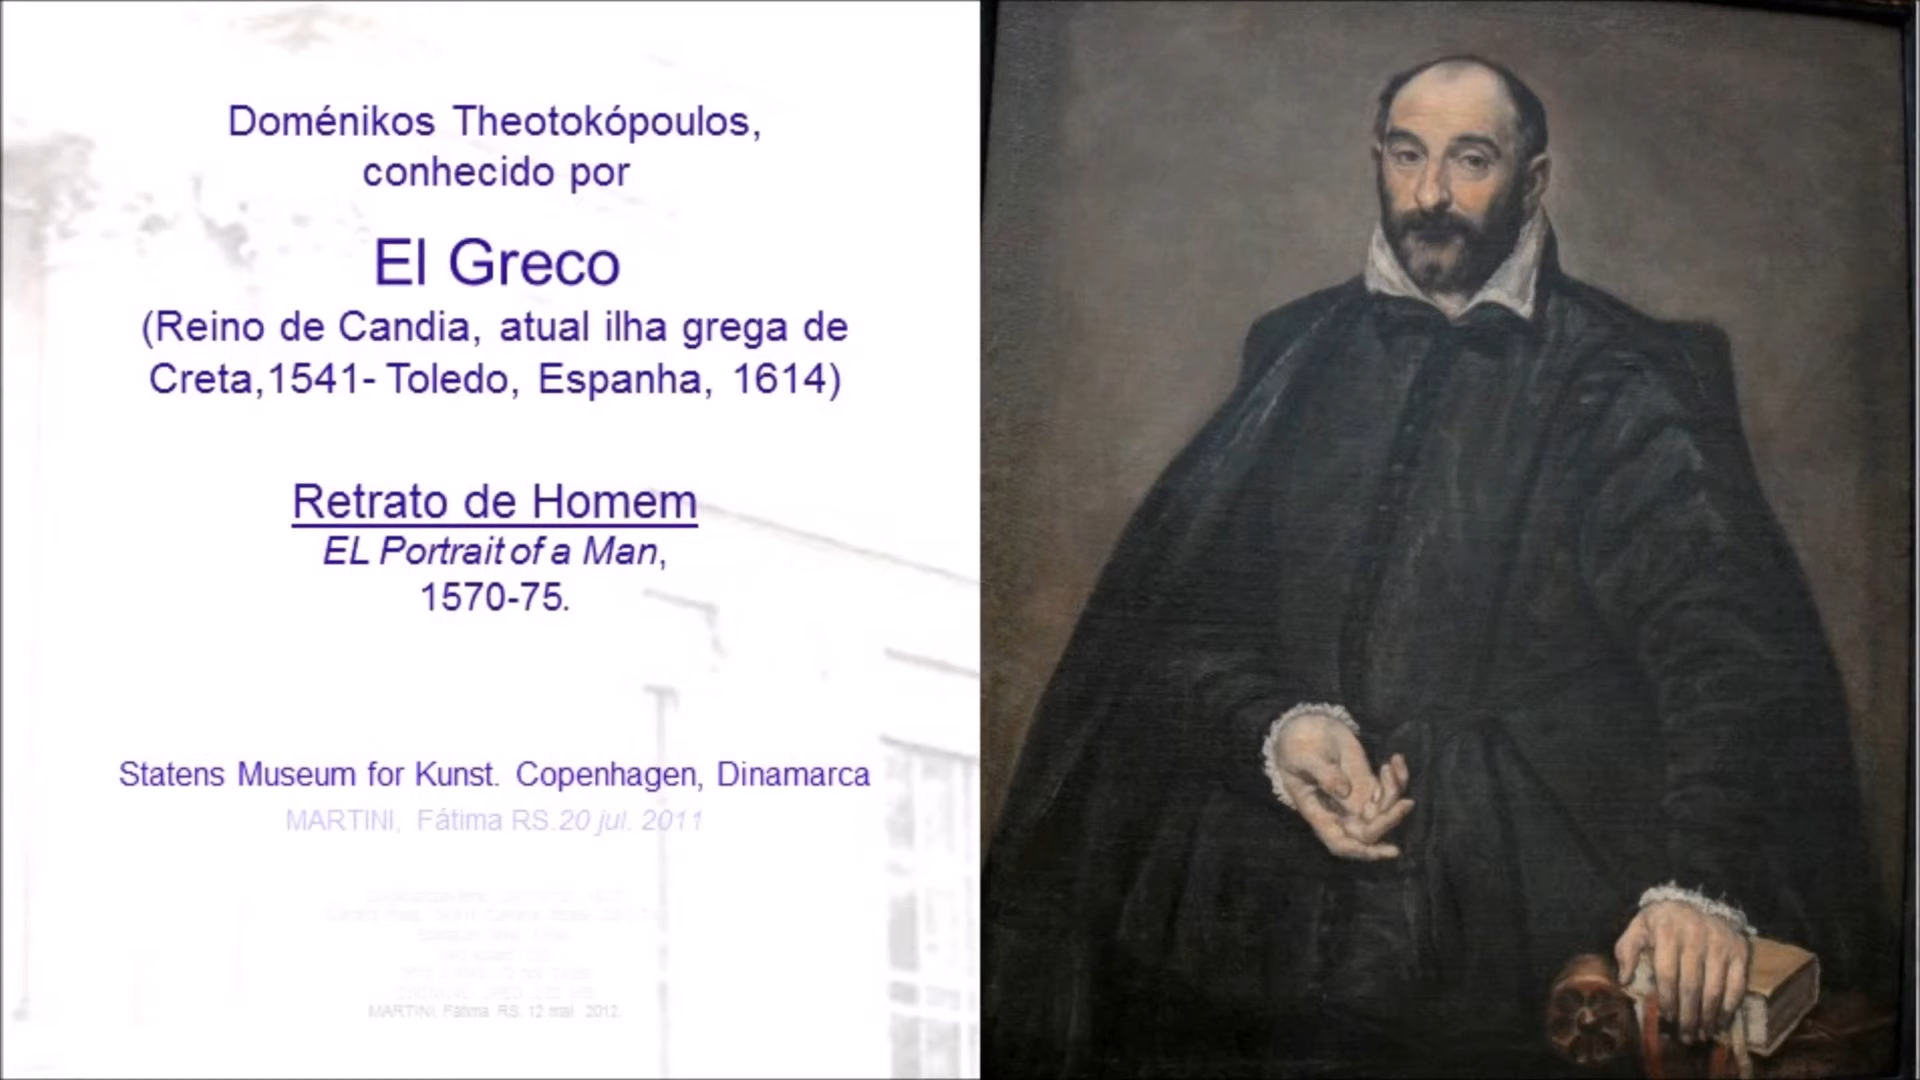 Doménikos Theotokópoulos,
conhecido por
El Greco
(Reino de Candia, atual ilha grega de
Creta,1541- Toledo, Espanha, 1614)
Retrato de Homem
EL Portrait of a Man,
1570-75.
Statens Museum for Kunst. Copenhagen, Dinamarca
MARTINI, Fátima RS.20 jul. 2011
MARTINI, Fátima RS. 12 mai. 2012.